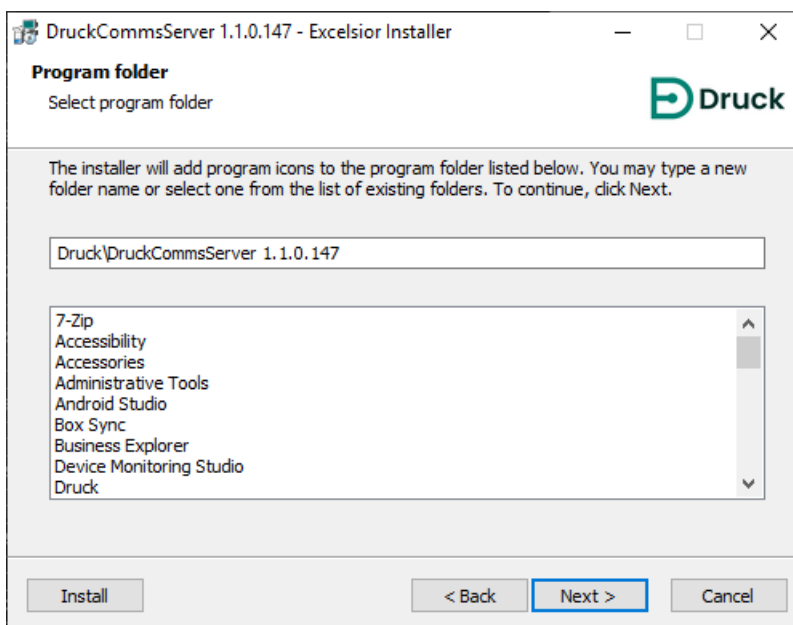 DruckCommsServer 1.1.0.147 - Excelsior Installer
Program folder
Select program folder
Druck
The installer will add program icons to the program folder listed below. You may type a new
folder name or select one from the list of existing folders. To continue, click Next.
Druck\DruckCommsServer 1.1.0.147
7-Zip
Accessibility
Accessories
Administrative Tools
Android Studio
Box Sync
Business Explorer
Device Monitoring Studio
Druck
Install
< Back
Next >
Cancel